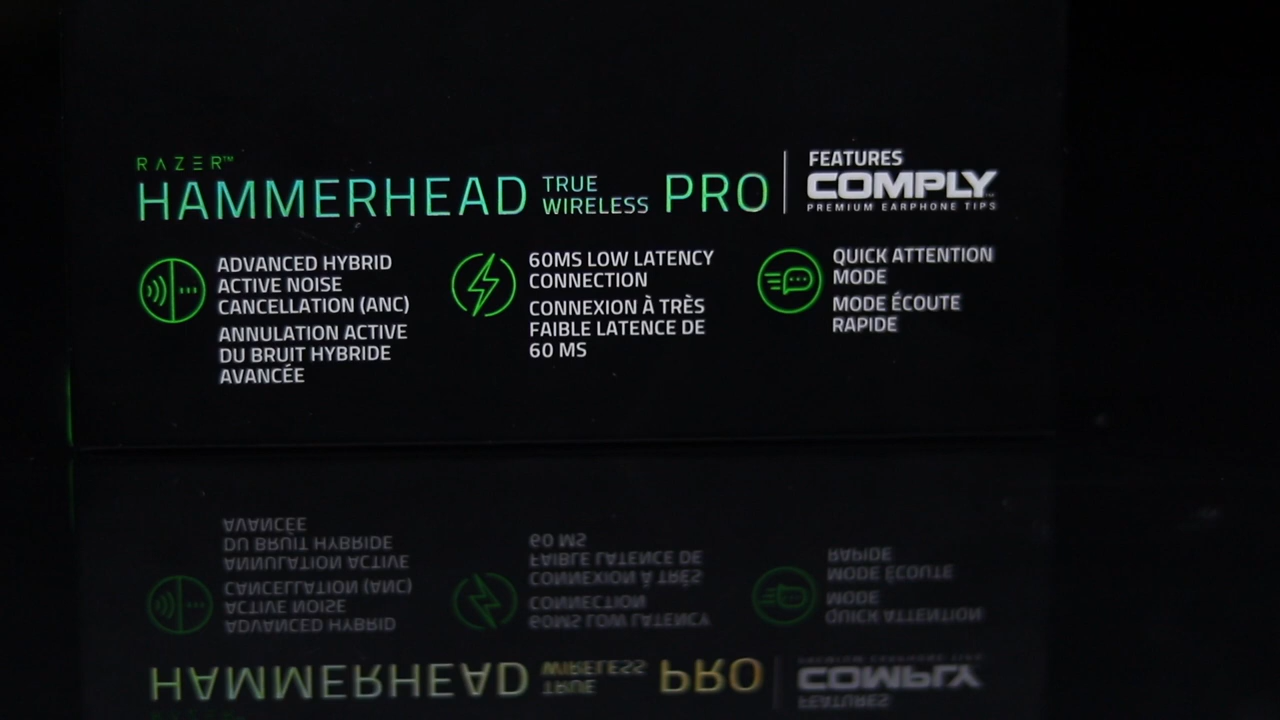 RAZER™
HAMMERHEAD TRUE WIRELESS PRO
FEATURES
COMPLY™
PREMIUM EARPHONE TIPS
ADVANCED HYBRID
ACTIVE NOISE
CANCELLATION (ANC)
ANNULATION ACTIVE
DU BRUIT HYBRIDE
AVANCÉE
60MS LOW LATENCY
CONNECTION
CONNEXION À TRÈS
FAIBLE LATENCE DE
60 MS
QUICK ATTENTION
MODE
MODE ÉCOUTE
RAPIDE